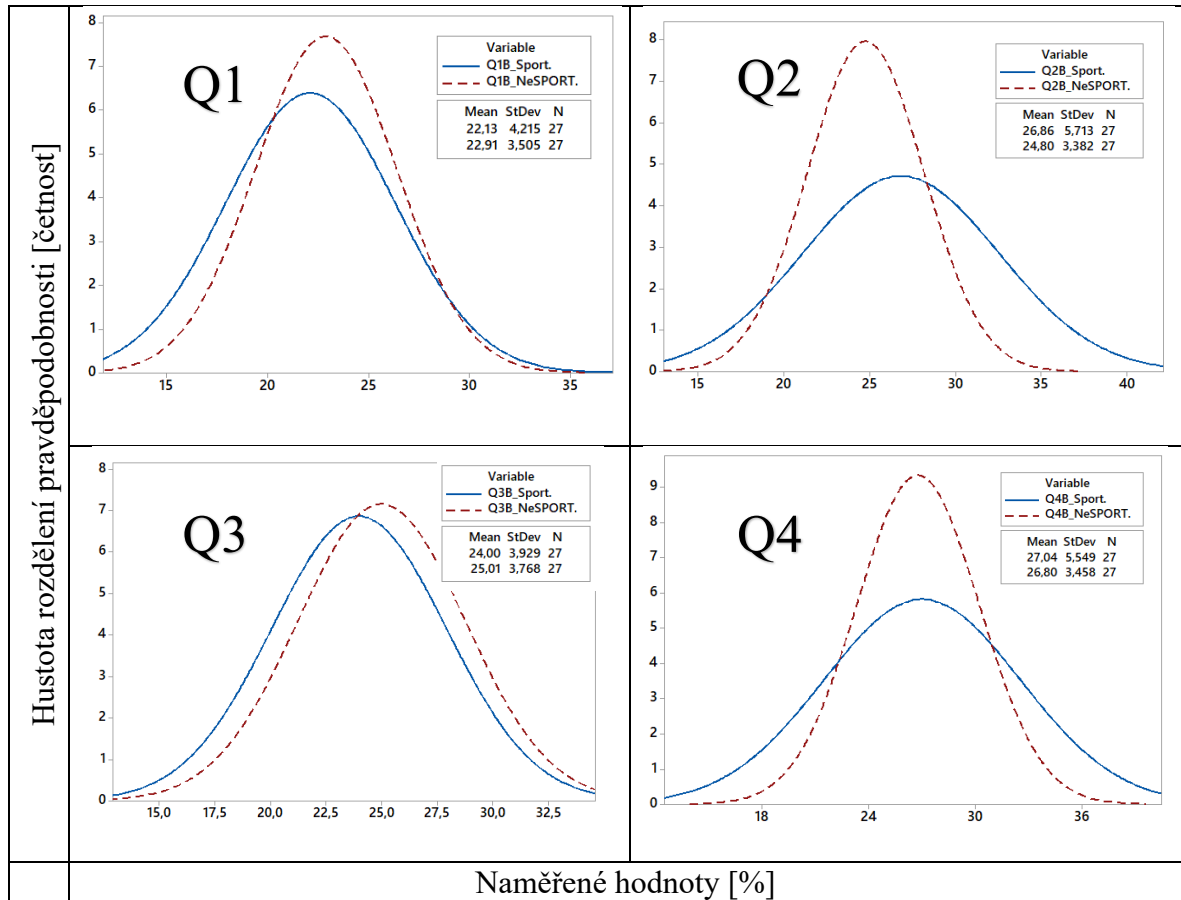 Hustota rozdělení pravděpodobnosti [četnost]
8
7
6
5
4
3
2
1
0
Q1
Variable
Q1B_Sport.
Q1B_NeSPORT.
Mean StDev N
22,13 4,215 27
22,91 3,505 27
15 20 25 30 35
8
7
6
5
4
3
2
1
0
Q2
Variable
Q2B_Sport.
Q2B_NeSPORT.
Mean StDev N
26,86 5,713 27
24,80 3,382 27
15 20 25 30 35 40
8
7
6
5
4
3
2
1
0
Q3
Variable
Q3B_Sport.
Q3B_NeSPORT.
Mean StDev N
24,00 3,929 27
25,01 3,768 27
15,0 17,5 20,0 22,5 25,0 27,5 30,0 32,5
9
8
7
6
5
4
3
2
1
0
Q4
Variable
Q4B_Sport.
Q4B_NeSPORT.
Mean StDev N
27,04 5,549 27
26,80 3,458 27
18 24 30 36
Naměřené hodnoty [%]